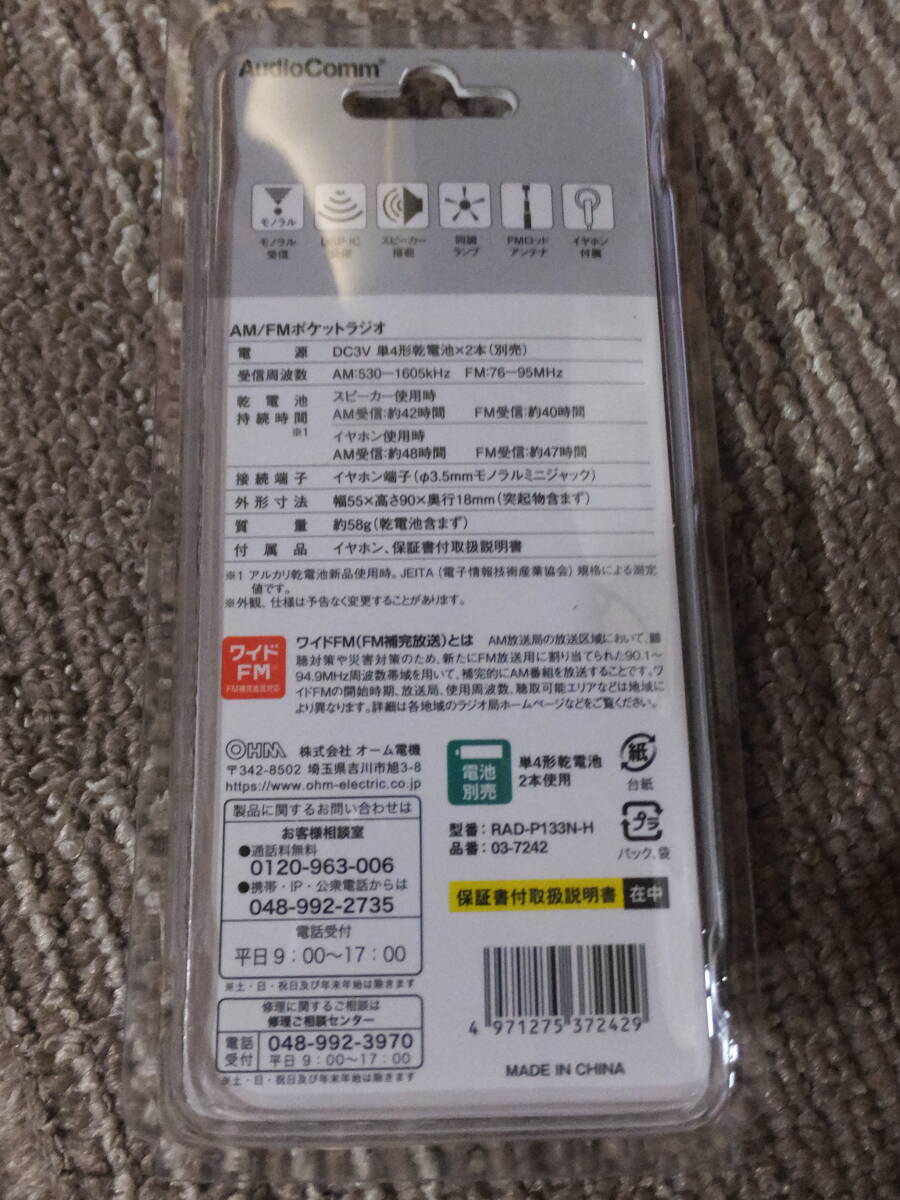 AudioComm®
モノラル
モノラル
受信
スピーカー
搭載
同調
ランプ
FMロッド
アンテナ
イヤホン
付属
AM/FMポケットラジオ
電源 DC3V 単4形乾電池×2本(別売)
受信周波数 AM:530－1605kHz FM:76－95MHz
乾電池 スピーカー使用時
持続時間 AM受信:約42時間 FM受信:約40時間
※1 イヤホン使用時
AM受信:約48時間 FM受信:約47時間
接続端子 イヤホン端子(φ3.5mmモノラルミニジャック)
外形寸法 幅55×高さ90×奥行18mm(突起物含まず)
質量 約58g(乾電池含まず)
付属品 イヤホン、保証書付取扱説明書
※1 アルカリ乾電池新品使用時。JEITA(電子情報技術産業協会)規格による測定
値です。
※外観、仕様は予告なく変更することがあります。
ワイド
FM
FM補完放送対応
ワイドFM(FM補完放送)とは AM放送局の放送区域において、難
聴対策や災害対策のため、新たにFM放送用に割り当てられた90.1～
94.9MHz周波数帯域を用いて、補完的にAM番組を放送することです。ワ
イドFMの開始時期、放送局、使用周波数、聴取可能エリアなどは地域に
より異なります。詳細は各地域のラジオ局ホームページなどをご覧ください。
OHM 株式会社 オーム電機
〒342-8502 埼玉県吉川市旭3-8
https://www.ohm-electric.co.jp
製品に関するお問い合わせは
お客様相談室
●通話料無料
0120-963-006
●携帯・IP・公衆電話からは
048-992-2735
電話受付
平日9：00～17：00
※土・日・祝日及び年末年始は除きます
修理に関するご相談は
修理ご相談センター
電話 048-992-3970
受付 平日9：00～17：00
※土・日・祝日及び年末年始は除きます
電池
別売
単4形乾電池
2本使用
紙
台紙
プラ
パック、袋
型番：RAD-P133N-H
品番：03-7242
保証書付取扱説明書 在中
4 971275 372429
MADE IN CHINA